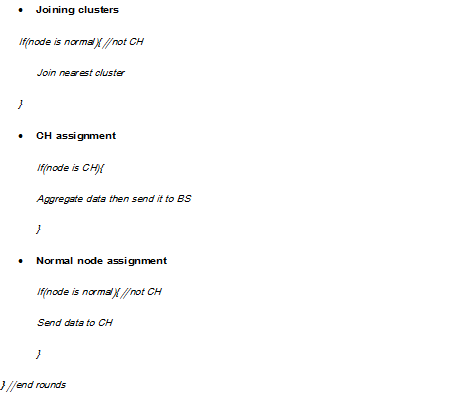 • Joining clusters
If(node is normal){ //not CH
Join nearest cluster
}
• CH assignment
If(node is CH){
Aggregate data then send it to BS
}
• Normal node assignment
If(node is normal){ //not CH
Send data to CH
}
} //end rounds